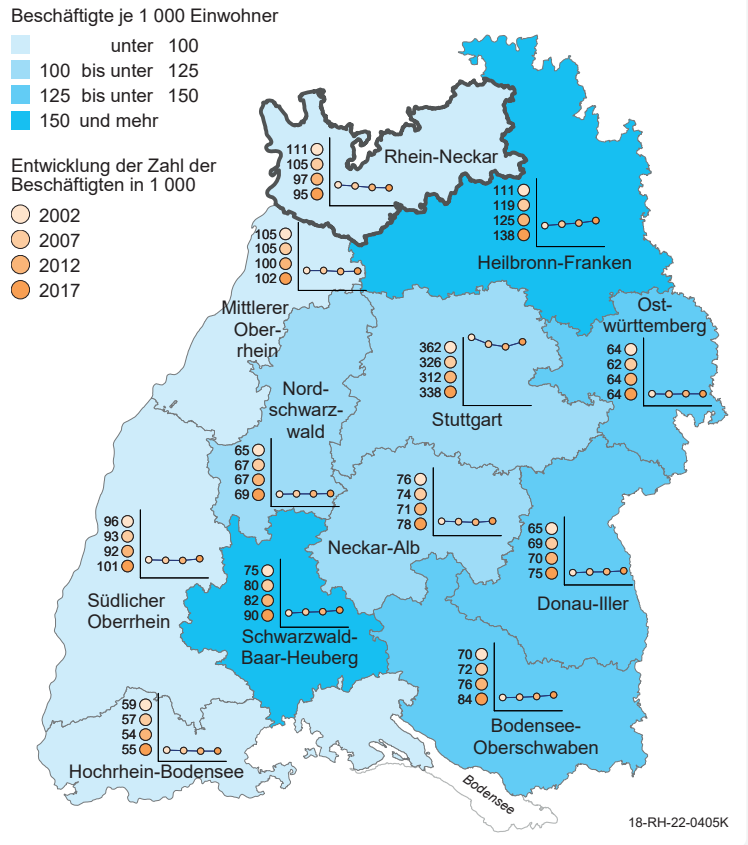 Beschäftigte je 1 000 Einwohner
unter 100
100 bis unter 125
125 bis unter 150
150 und mehr
Entwicklung der Zahl der
Beschäftigten in 1 000
2002
2007
2012
2017
Rhein-Neckar
111
105
97
95
Heilbronn-Franken
111
119
125
138
105
105
100
102
Mittlerer
Ober-
rhein
Ost-
württemberg
64
62
64
64
362
326
312
338
Stuttgart
Nord-
schwarz-
wald
65
67
67
69
76
74
71
78
Neckar-Alb
96
93
92
101
Südlicher
Oberrhein
65
69
70
75
Donau-Iller
75
80
82
90
Schwarzwald-
Baar-Heuberg
70
72
76
84
Bodensee-
Oberschwaben
59
57
54
55
Hochrhein-Bodensee
Bodensee
18-RH-22-0405K